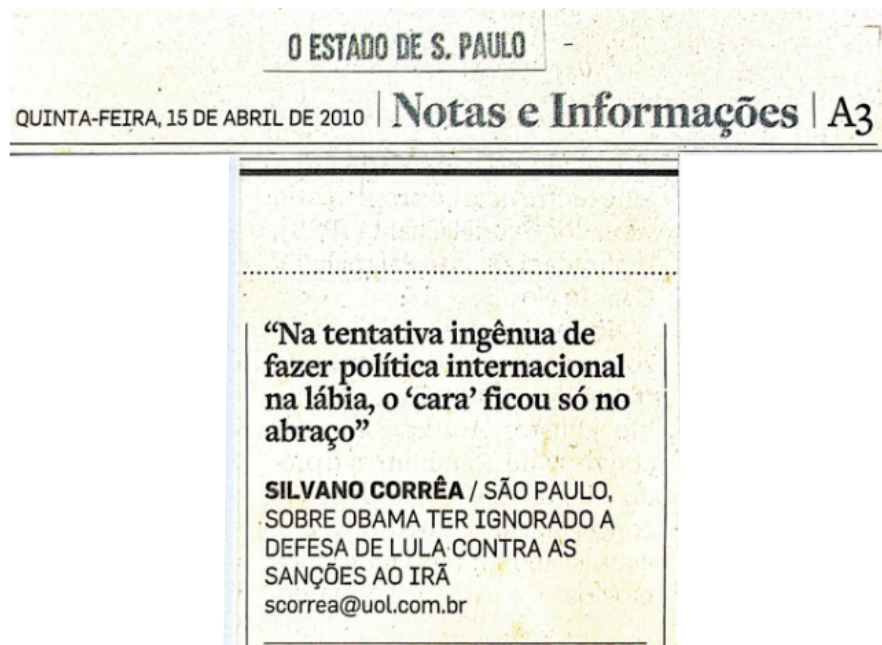 O ESTADO DE S. PAULO
QUINTA-FEIRA, 15 DE ABRIL DE 2010 | Notas e Informações | A3
“Na tentativa ingênua de
fazer política internacional
na lábia, o ‘cara’ ficou só no
abraço”
SILVANO CORRÊA / SÃO PAULO,
SOBRE OBAMA TER IGNORADO A
DEFESA DE LULA CONTRA AS
SANÇÕES AO IRÃ
scorrea@uol.com.br